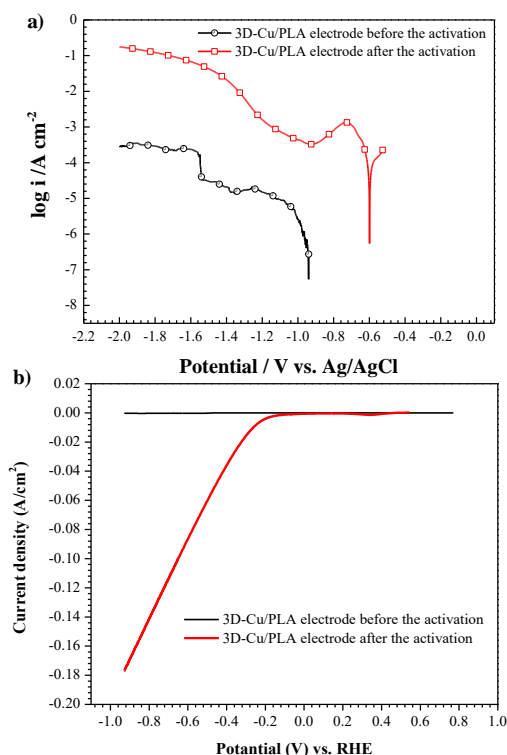 a)
3D-Cu/PLA electrode before the activation
3D-Cu/PLA electrode after the activation
0
-1
-2
-3
-4
-5
-6
-7
-8
log i /A cm-2
-2.2 -2.0 -1.8 -1.6 -1.4 -1.2 -1.0 -0.8 -0.6 -0.4 -0.2 0.0
Potential / V vs. Ag/AgCl
b)
0.02
0.00
-0.02
-0.04
-0.06
-0.08
-0.10
-0.12
-0.14
-0.16
-0.18
-0.20
Current density (A/cm2)
3D-Cu/PLA electrode before the activation
3D-Cu/PLA electrode after the activation
-1.0 -0.8 -0.6 -0.4 -0.2 0.0 0.2 0.4 0.6 0.8 1.0
Potential (V) vs. RHE